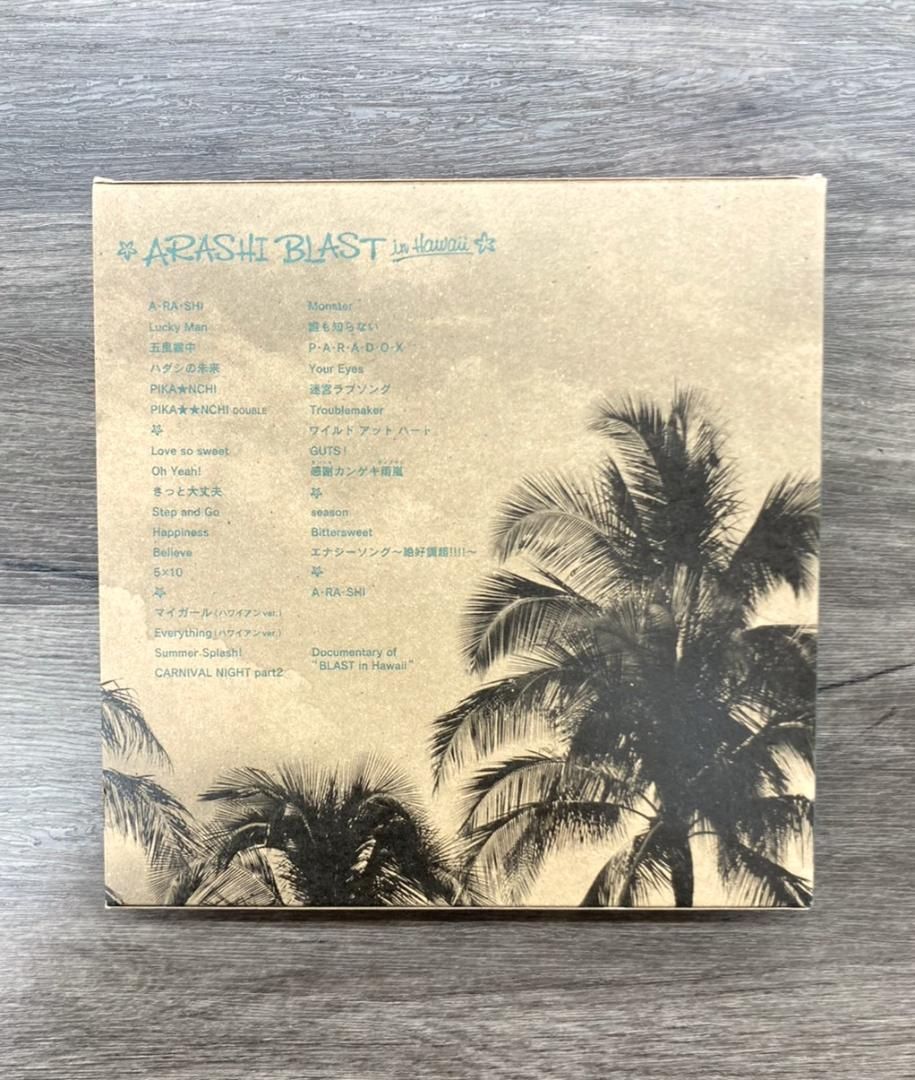 ARASHI BLAST in Hawaii
A・RA・SHI
Lucky Man
五里霧中
ハダシの未来
PIKA★NCHI
PIKA★★NCHI DOUBLE
Love so sweet
Oh Yeah!
きっと大丈夫
Step and Go
Happiness
Believe
5×10
マイガール(ハワイアンver.)
Everything(ハワイアンver.)
Summer Splash!
CARNIVAL NIGHT part2
Monster
誰も知らない
P・A・R・A・D・O・X
Your Eyes
迷宮ラブソング
Troublemaker
ワイルド アット ハート
GUTS!
感謝カンゲキ雨嵐
season
Bittersweet
エナジーソング〜絶好調超!!!!〜
A・RA・SHI
Documentary of
"BLAST in Hawaii"